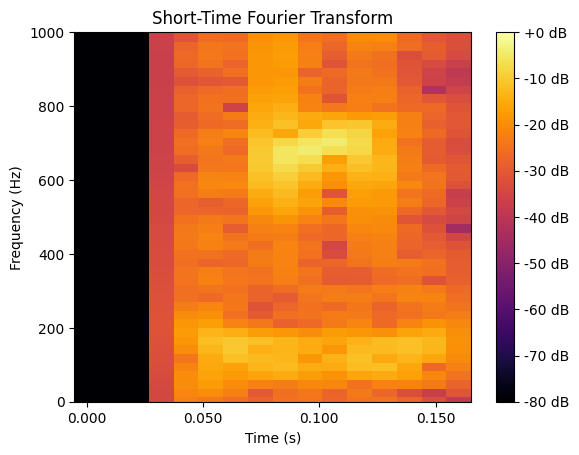 Short-Time Fourier Transform
Frequency (Hz)
1000
800
600
400
200
0
0.000
0.050
0.100
0.150
Time (s)
+0 dB
-10 dB
-20 dB
-30 dB
-40 dB
-50 dB
-60 dB
-70 dB
-80 dB